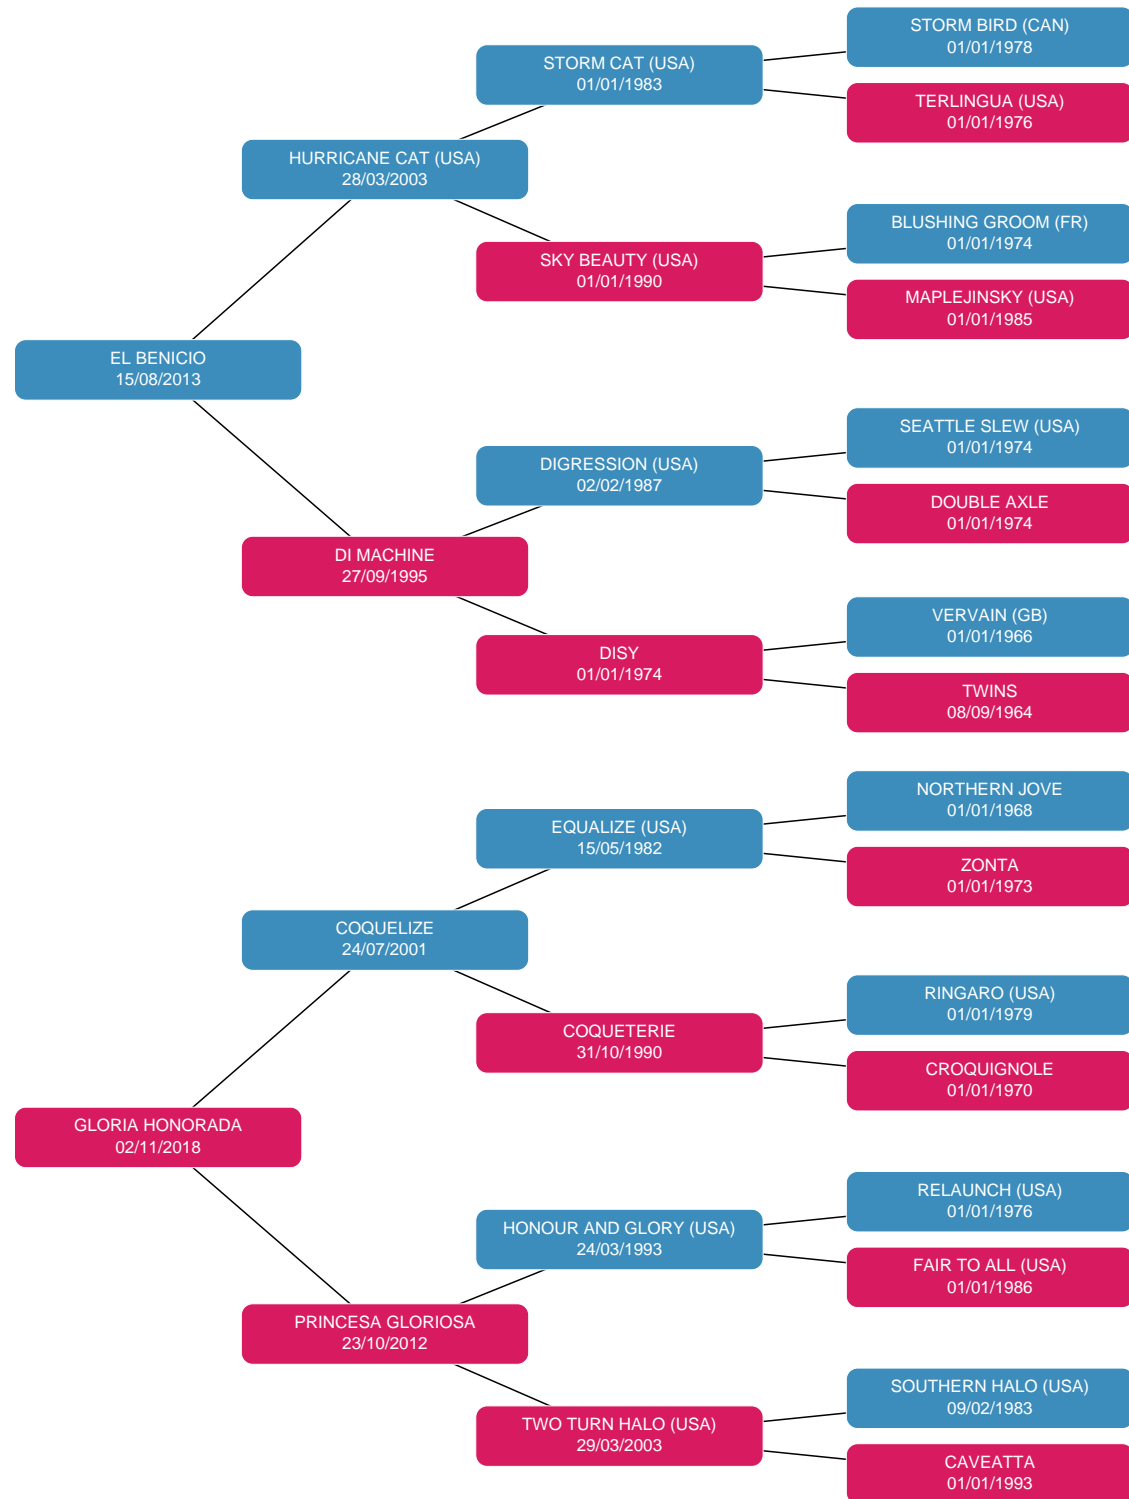 STORM BIRD (CAN)
01/01/1978
STORM CAT (USA)
01/01/1983
TERLINGUA (USA)
01/01/1976
HURRICANE CAT (USA)
28/03/2003
BLUSHING GROOM (FR)
01/01/1974
SKY BEAUTY (USA)
01/01/1990
MAPLEJINSKY (USA)
01/01/1985
EL BENICIO
15/08/2013
SEATTLE SLEW (USA)
01/01/1974
DIGRESSION (USA)
02/02/1987
DOUBLE AXLE
01/01/1974
DI MACHINE
27/09/1995
VERVAIN (GB)
01/01/1966
DISY
01/01/1974
TWINS
08/09/1964
NORTHERN JOVE
01/01/1968
EQUALIZE (USA)
15/05/1982
ZONTA
01/01/1973
COQUELIZE
24/07/2001
RINGARO (USA)
01/01/1979
COQUETERIE
31/10/1990
CROQUIGNOLE
01/01/1970
GLORIA HONORADA
02/11/2018
RELAUNCH (USA)
01/01/1976
HONOUR AND GLORY (USA)
24/03/1993
FAIR TO ALL (USA)
01/01/1986
PRINCESA GLORIOSA
23/10/2012
SOUTHERN HALO (USA)
09/02/1983
TWO TURN HALO (USA)
29/03/2003
CAVEATTA
01/01/1993